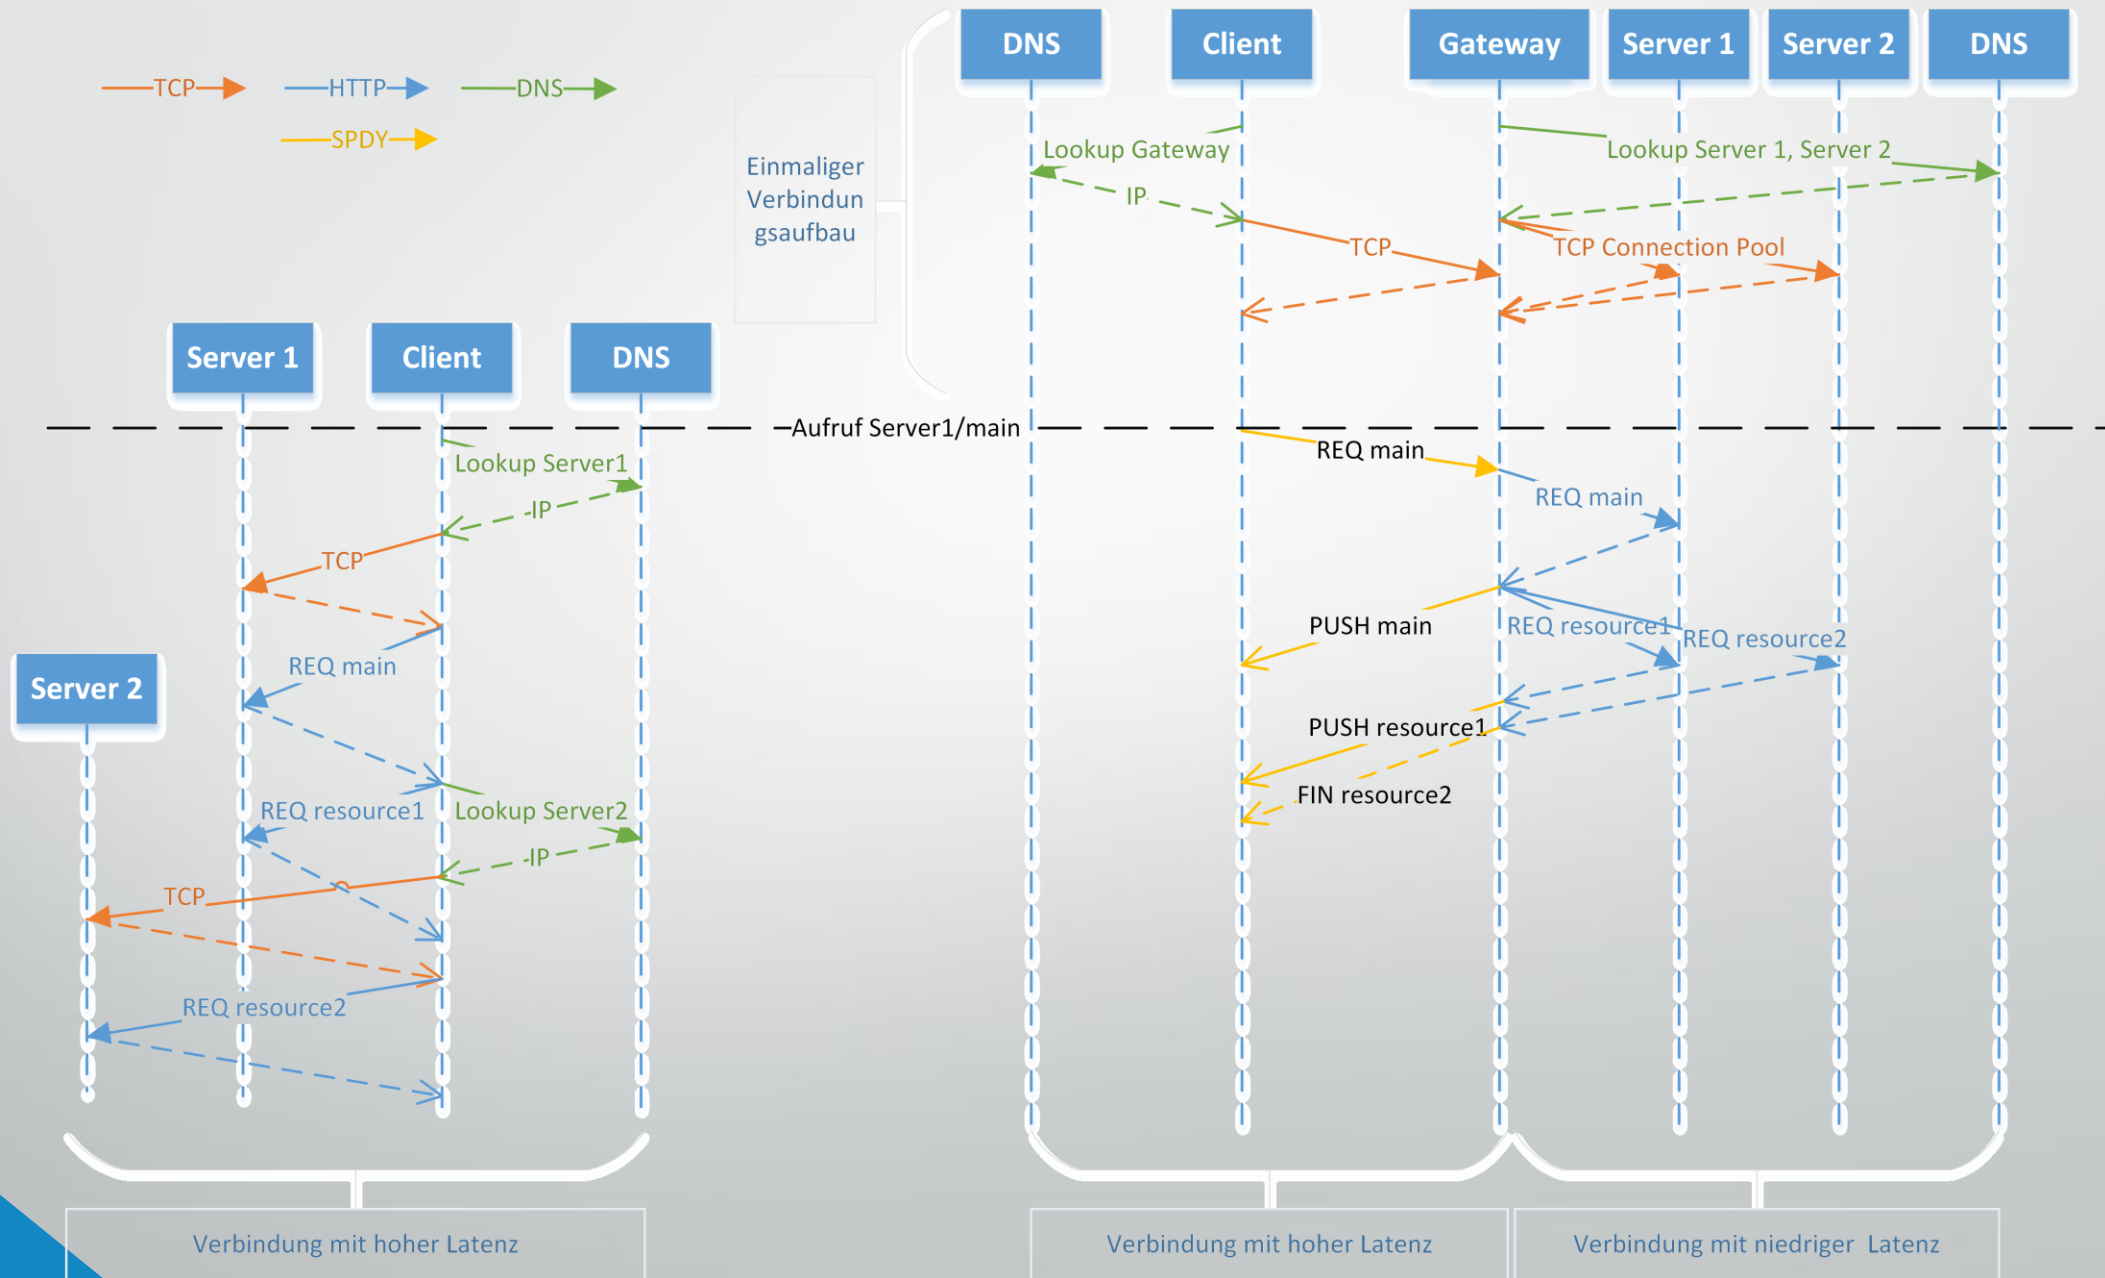 DNS
Client
Gateway
Server 1
Server 2
DNS
TCP
HTTP
DNS
SPDY
Einmaliger
Verbindun
gsaufbau
Lookup Gateway
IP
Lookup Server 1, Server 2
TCP
TCP Connection Pool
Server 1
Client
DNS
Aufruf Server1/main
Lookup Server1
IP
TCP
REQ main
Server 2
REQ resource1
Lookup Server2
IP
TCP
REQ resource2
REQ main
REQ main
PUSH main
REQ resource1
REQ resource2
PUSH resource1
FIN resource2
Verbindung mit hoher Latenz
Verbindung mit hoher Latenz
Verbindung mit niedriger Latenz